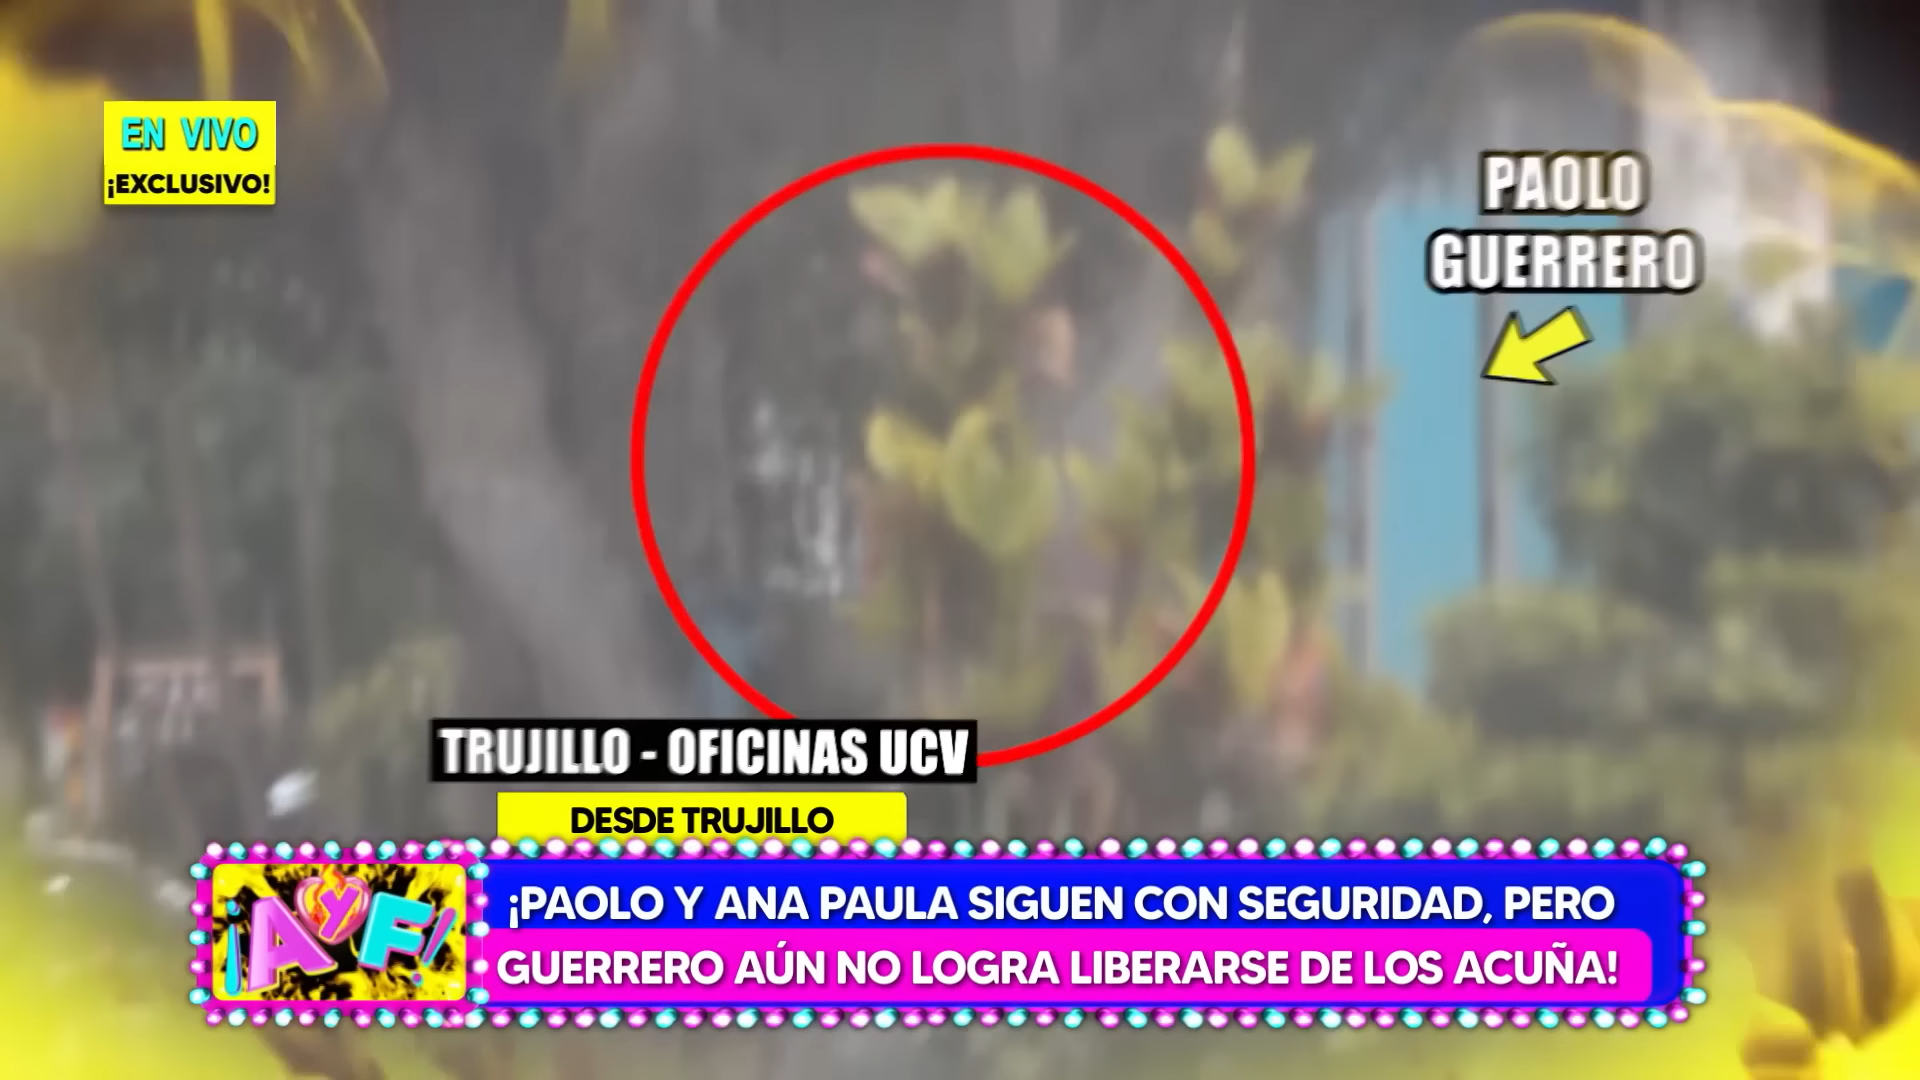 EN VIVO
¡EXCLUSIVO!
PAOLO
GUERRERO
TRUJILLO - OFICINAS UCV
DESDE TRUJILLO
¡AYF!
¡PAOLO Y ANA PAULA SIGUEN CON SEGURIDAD, PERO
GUERRERO AÚN NO LOGRA LIBERARSE DE LOS ACUÑA!